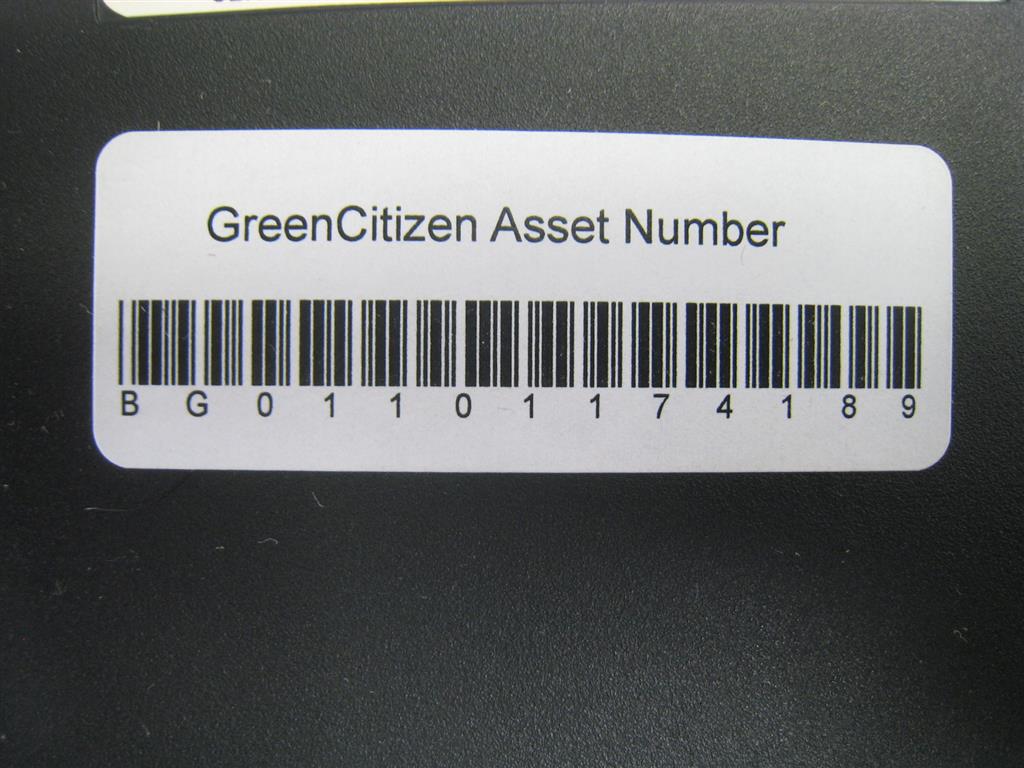 GreenCitizen Asset Number
B G 0 1 1 0 1 1 7 4 1 8 9